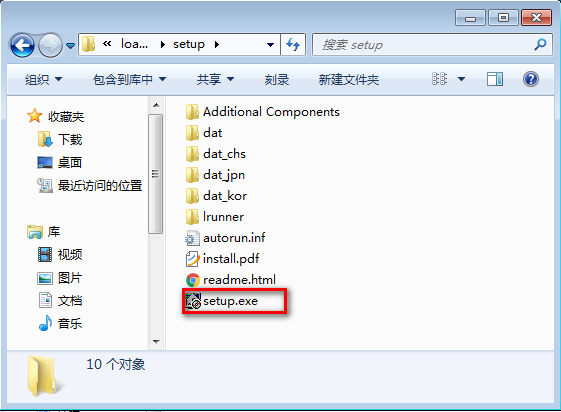 « loa... ▸ setup ▸
搜索 setup
组织 包含到库中 共享 刻录 新建文件夹
收藏夹
下载
桌面
最近访问的位置
库
视频
图片
文档
音乐
Additional Components
dat
dat_chs
dat_jpn
dat_kor
lrunner
autorun.inf
install.pdf
readme.html
setup.exe
10 个对象